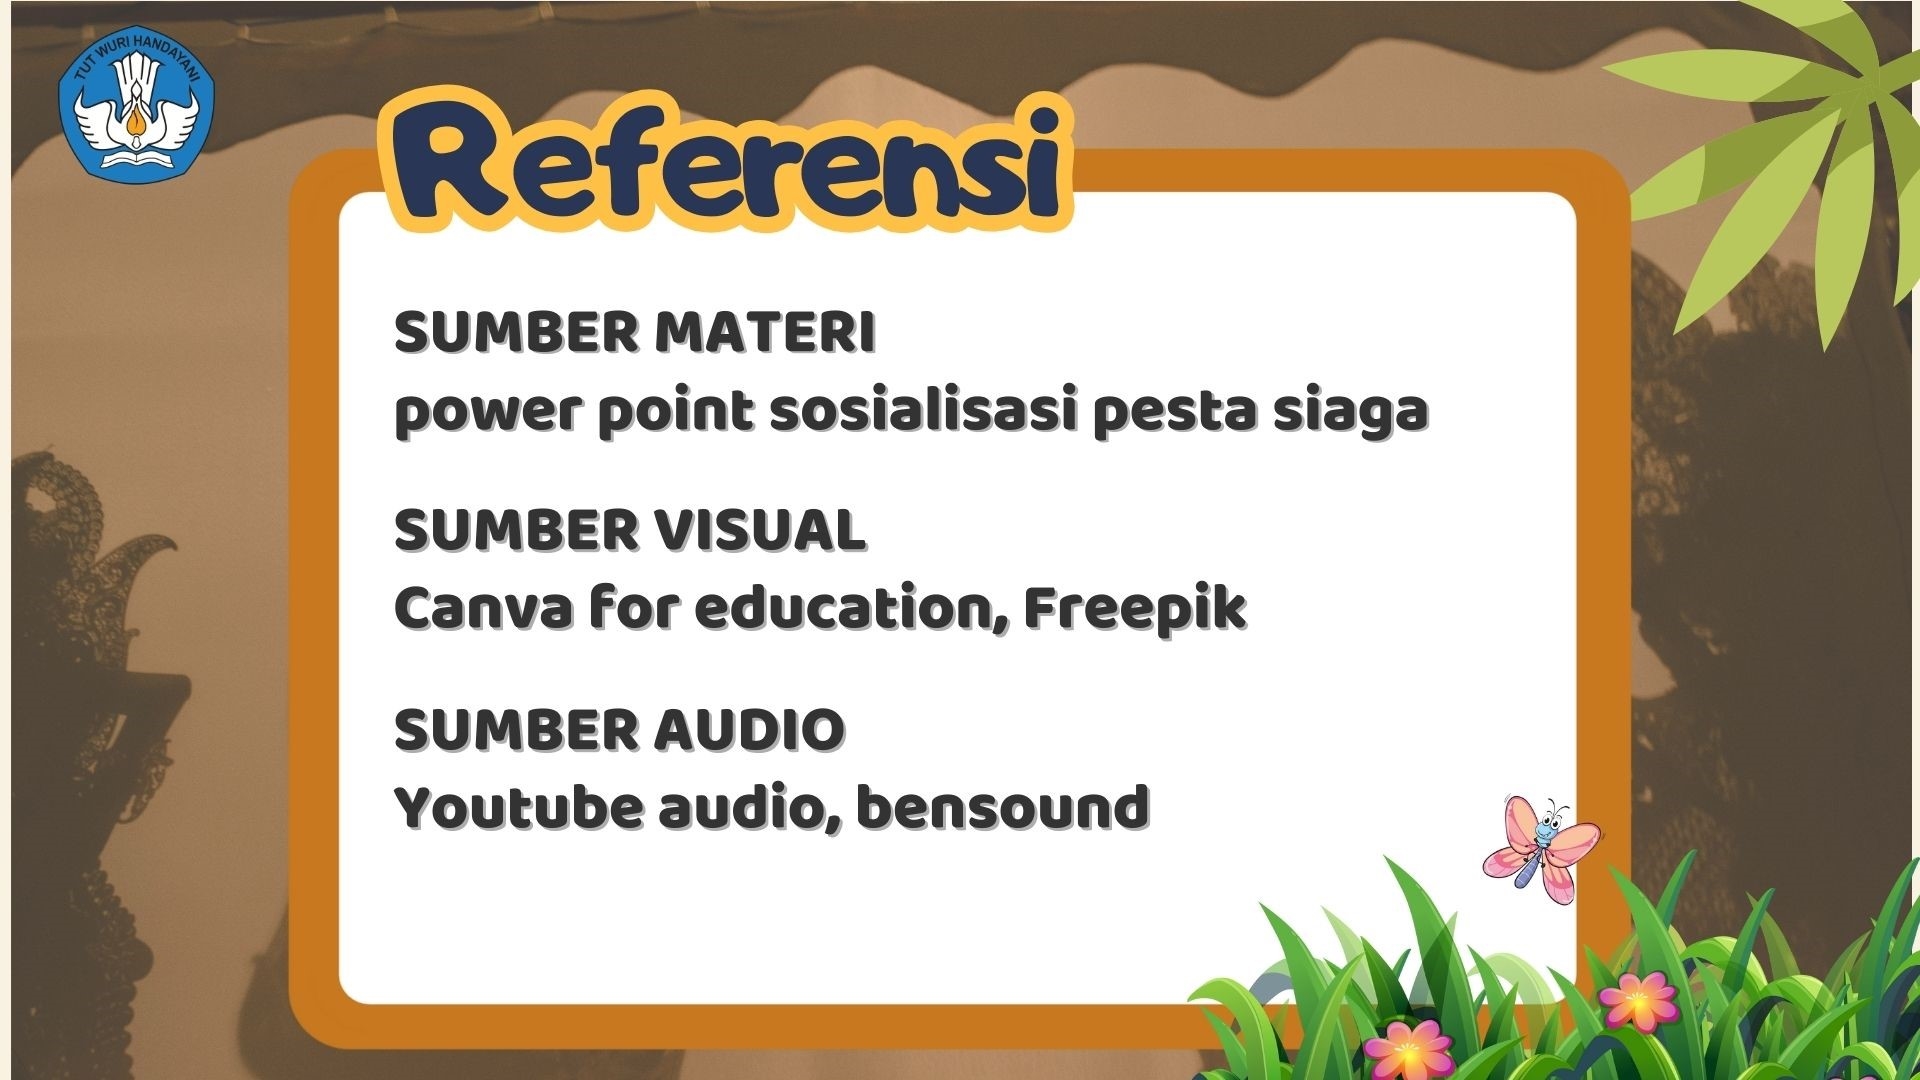 TUT WURI HANDAYANI
Referensi
SUMBER MATERI
power point sosialisasi pesta siaga
SUMBER VISUAL
Canva for education, Freepik
SUMBER AUDIO
Youtube audio, bensound